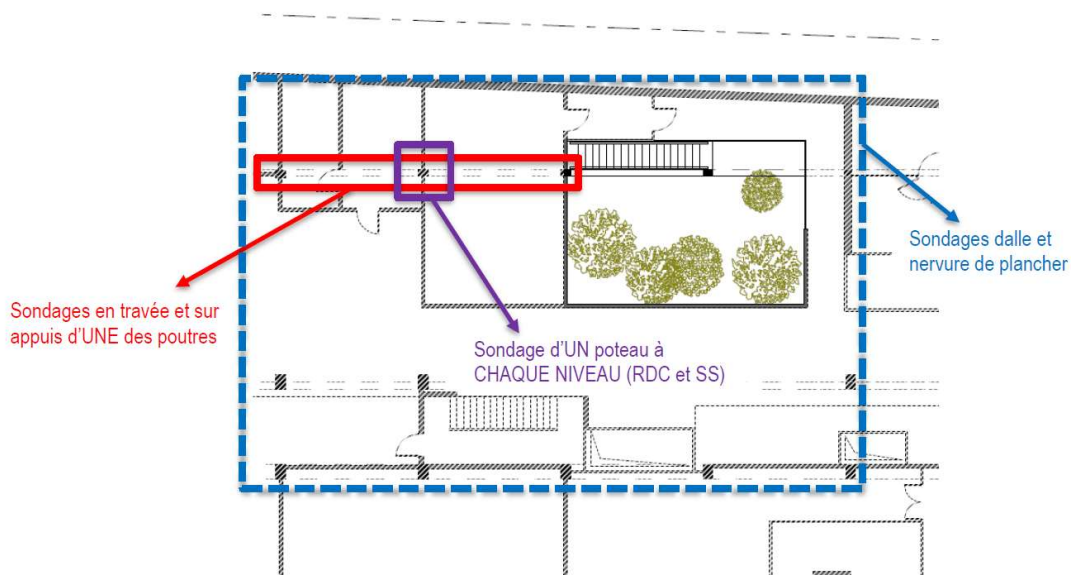 Sondages dalle et
nervure de plancher
Sondages en travée et sur
appuis d'UNE des poutres
Sondage d'UN poteau à
CHAQUE NIVEAU (RDC et SS)